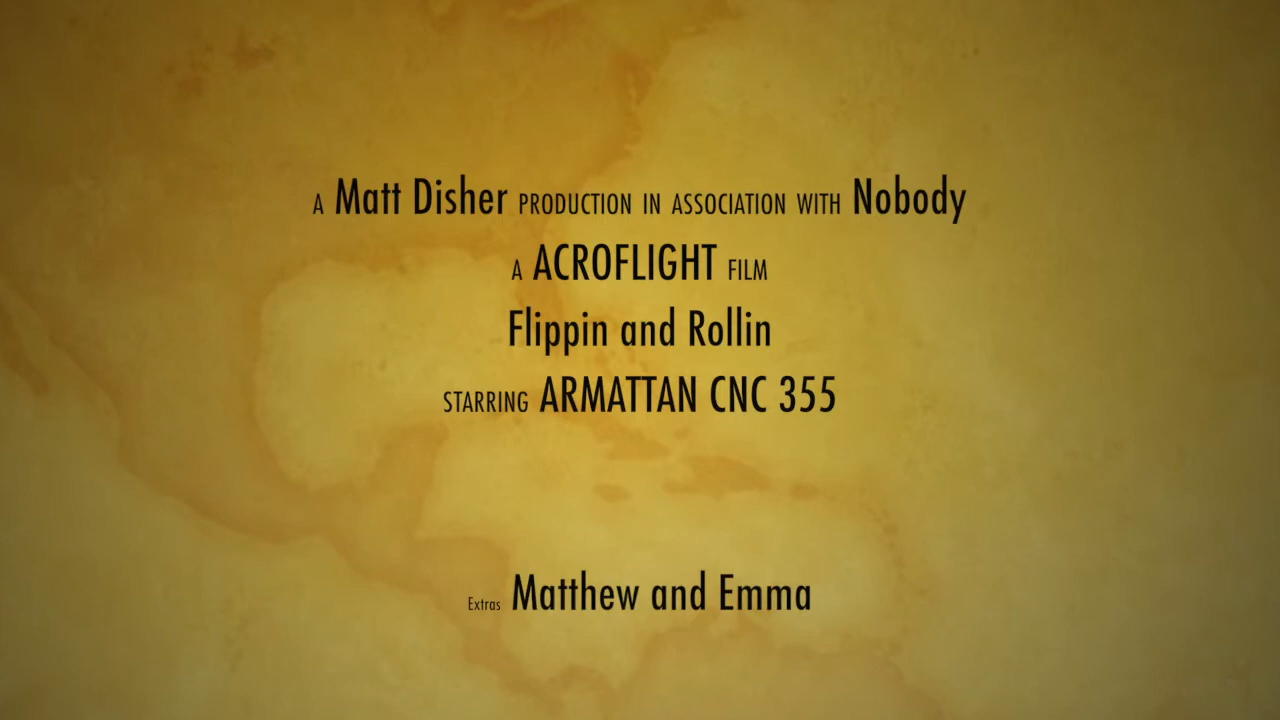 A Matt Disher PRODUCTION IN ASSOCIATION WITH Nobody
A ACROFLIGHT FILM
Flippin and Rollin
STARRING ARMATTAN CNC 355
Extras Matthew and Emma